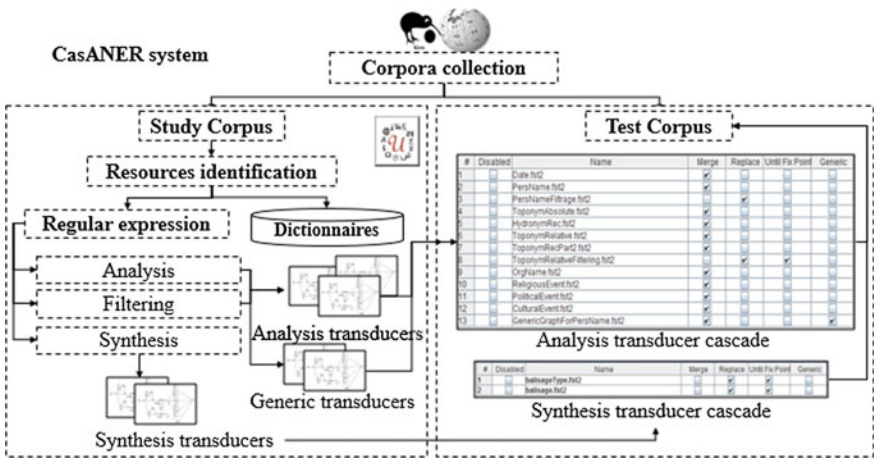 CasANER system
Corpora collection
Study Corpus
Resources identification
Regular expression
Dictionnaires
Analysis
Filtering
Synthesis
Analysis transducers
Generic transducers
Synthesis transducers
Test Corpus
# Disabled Name Merge Replace Until Fix Point Generic
1 Date.fst2
2 PersName.fst2
3 PersNameFiltrage.fst2
4 ToponymAbsolute.fst2
5 HydronymRec.fst2
6 ToponymRelative.fst2
7 ToponymRecPart2.fst2
8 ToponymRelativeFiltering.fst2
9 OrgName.fst2
10 ReligiousEvent.fst2
11 PoliticalEvent.fst2
12 CulturalEvent.fst2
13 GenericGraphForPersName.fst2
Analysis transducer cascade
# Disabled Name Merge Replace Until Fix Point Generic
1 balisageType.fst2
2 balisage.fst2
Synthesis transducer cascade